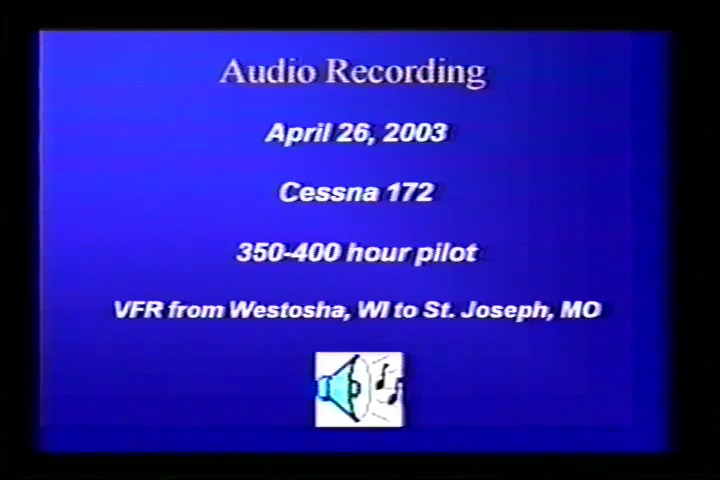 Audio Recording
April 26, 2003
Cessna 172
350-400 hour pilot
VFR from Westosha, WI to St. Joseph, MO